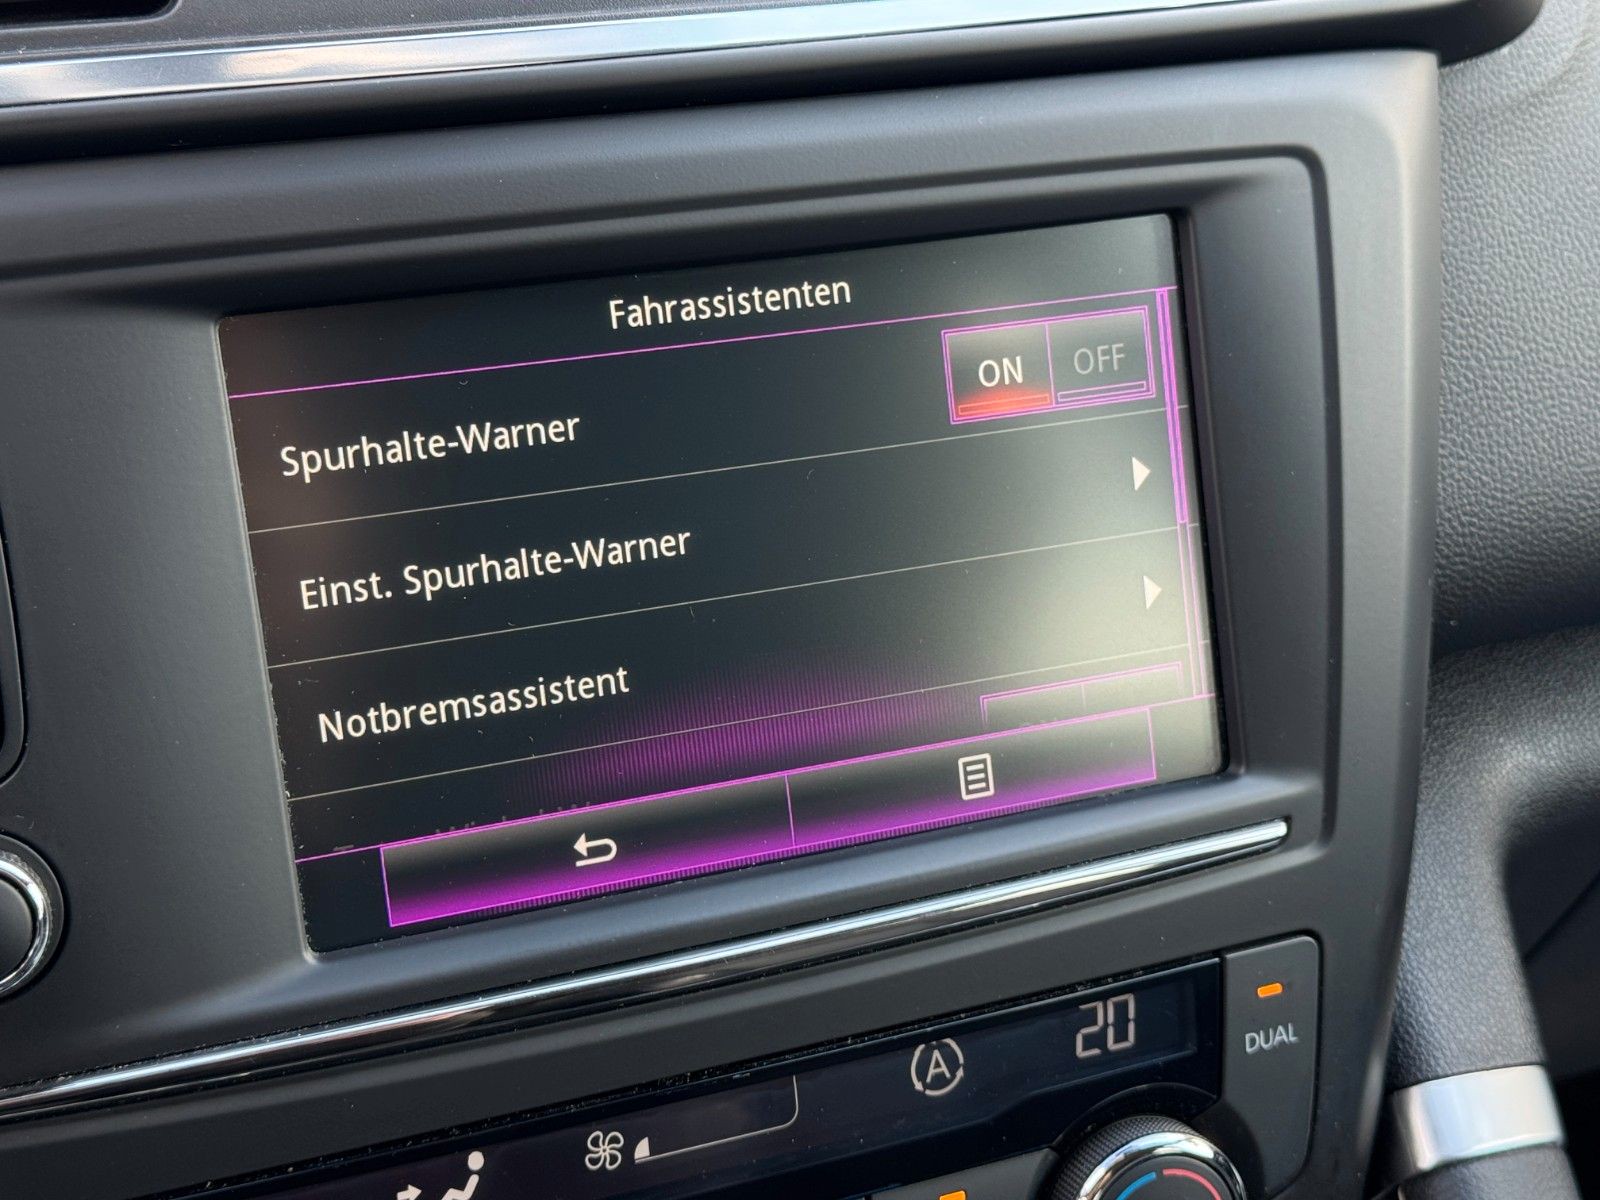 Fahrassistenten
Spurhalte-Warner
ON OFF
Einst. Spurhalte-Warner
Notbremsassistent
A
20
DUAL